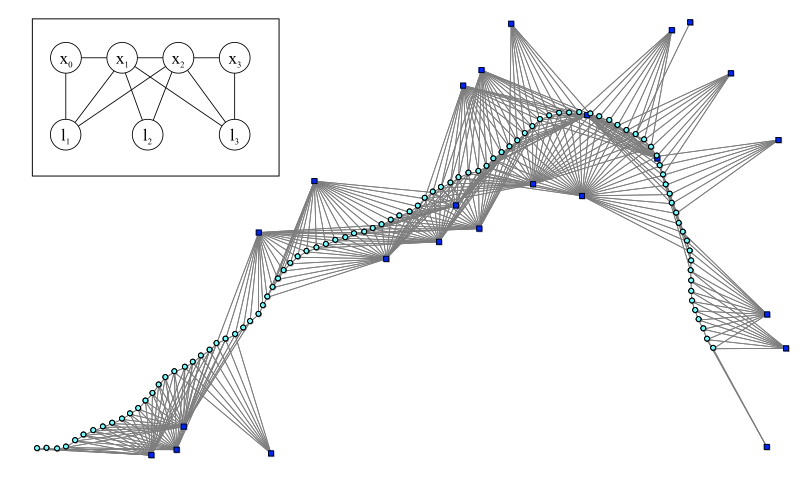 x₀ x₁ x₂ x₃
l₁ l₂ l₃